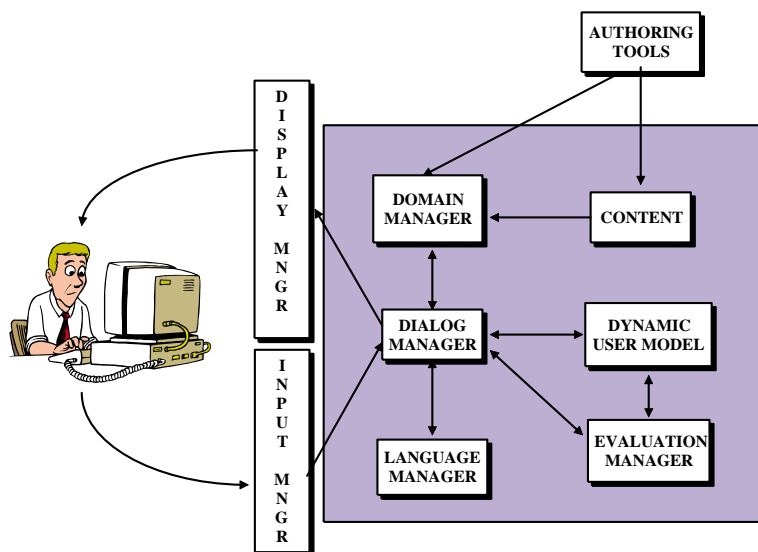 AUTHORING
TOOLS
D
I
S
P
L
A
Y
M
N
G
R
DOMAIN
MANAGER
CONTENT
DIALOG
MANAGER
DYNAMIC
USER MODEL
I
N
P
U
T
M
N
G
R
LANGUAGE
MANAGER
EVALUATION
MANAGER